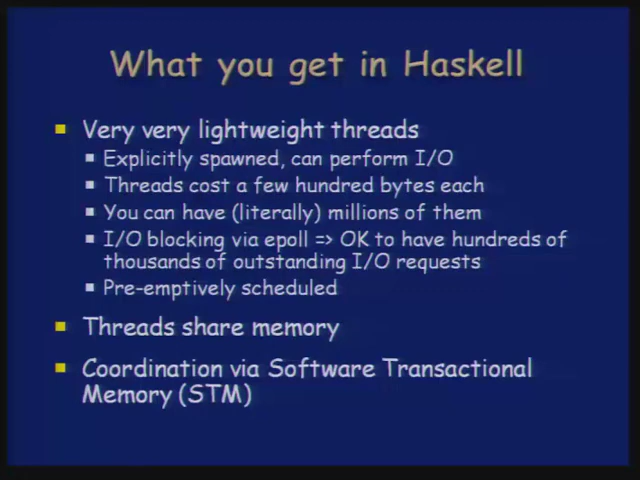 What you get in Haskell
Very very lightweight threads
Explicitly spawned, can perform I/O
Threads cost a few hundred bytes each
You can have (literally) millions of them
I/O blocking via epoll => OK to have hundreds of
thousands of outstanding I/O requests
Pre-emptively scheduled
Threads share memory
Coordination via Software Transactional
Memory (STM)